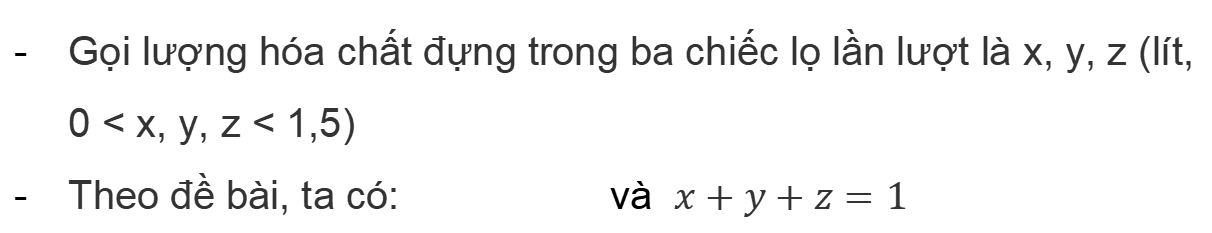 - Gọi lượng hóa chất đựng trong ba chiếc lọ lần lượt là x, y, z (lít,
0 < x, y, z < 1,5)
- Theo đề bài, ta có: và x + y + z = 1